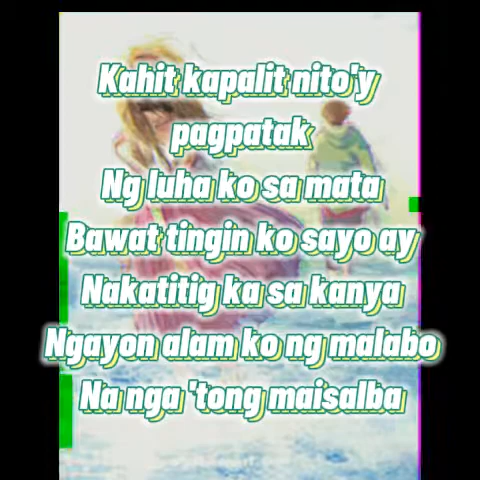 Kahit kapalit nito'y
pagpatak
Ng luha ko sa mata
Bawat tingin ko sayo ay
Nakatitig ka sa kanya
Ngayon alam ko ng malabo
Na nga 'tong maisalba